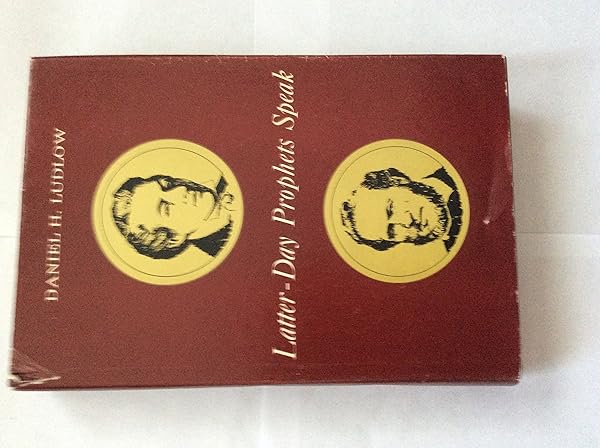 DANIEL H. LUDLOW
Latter-Day Prophets Speak